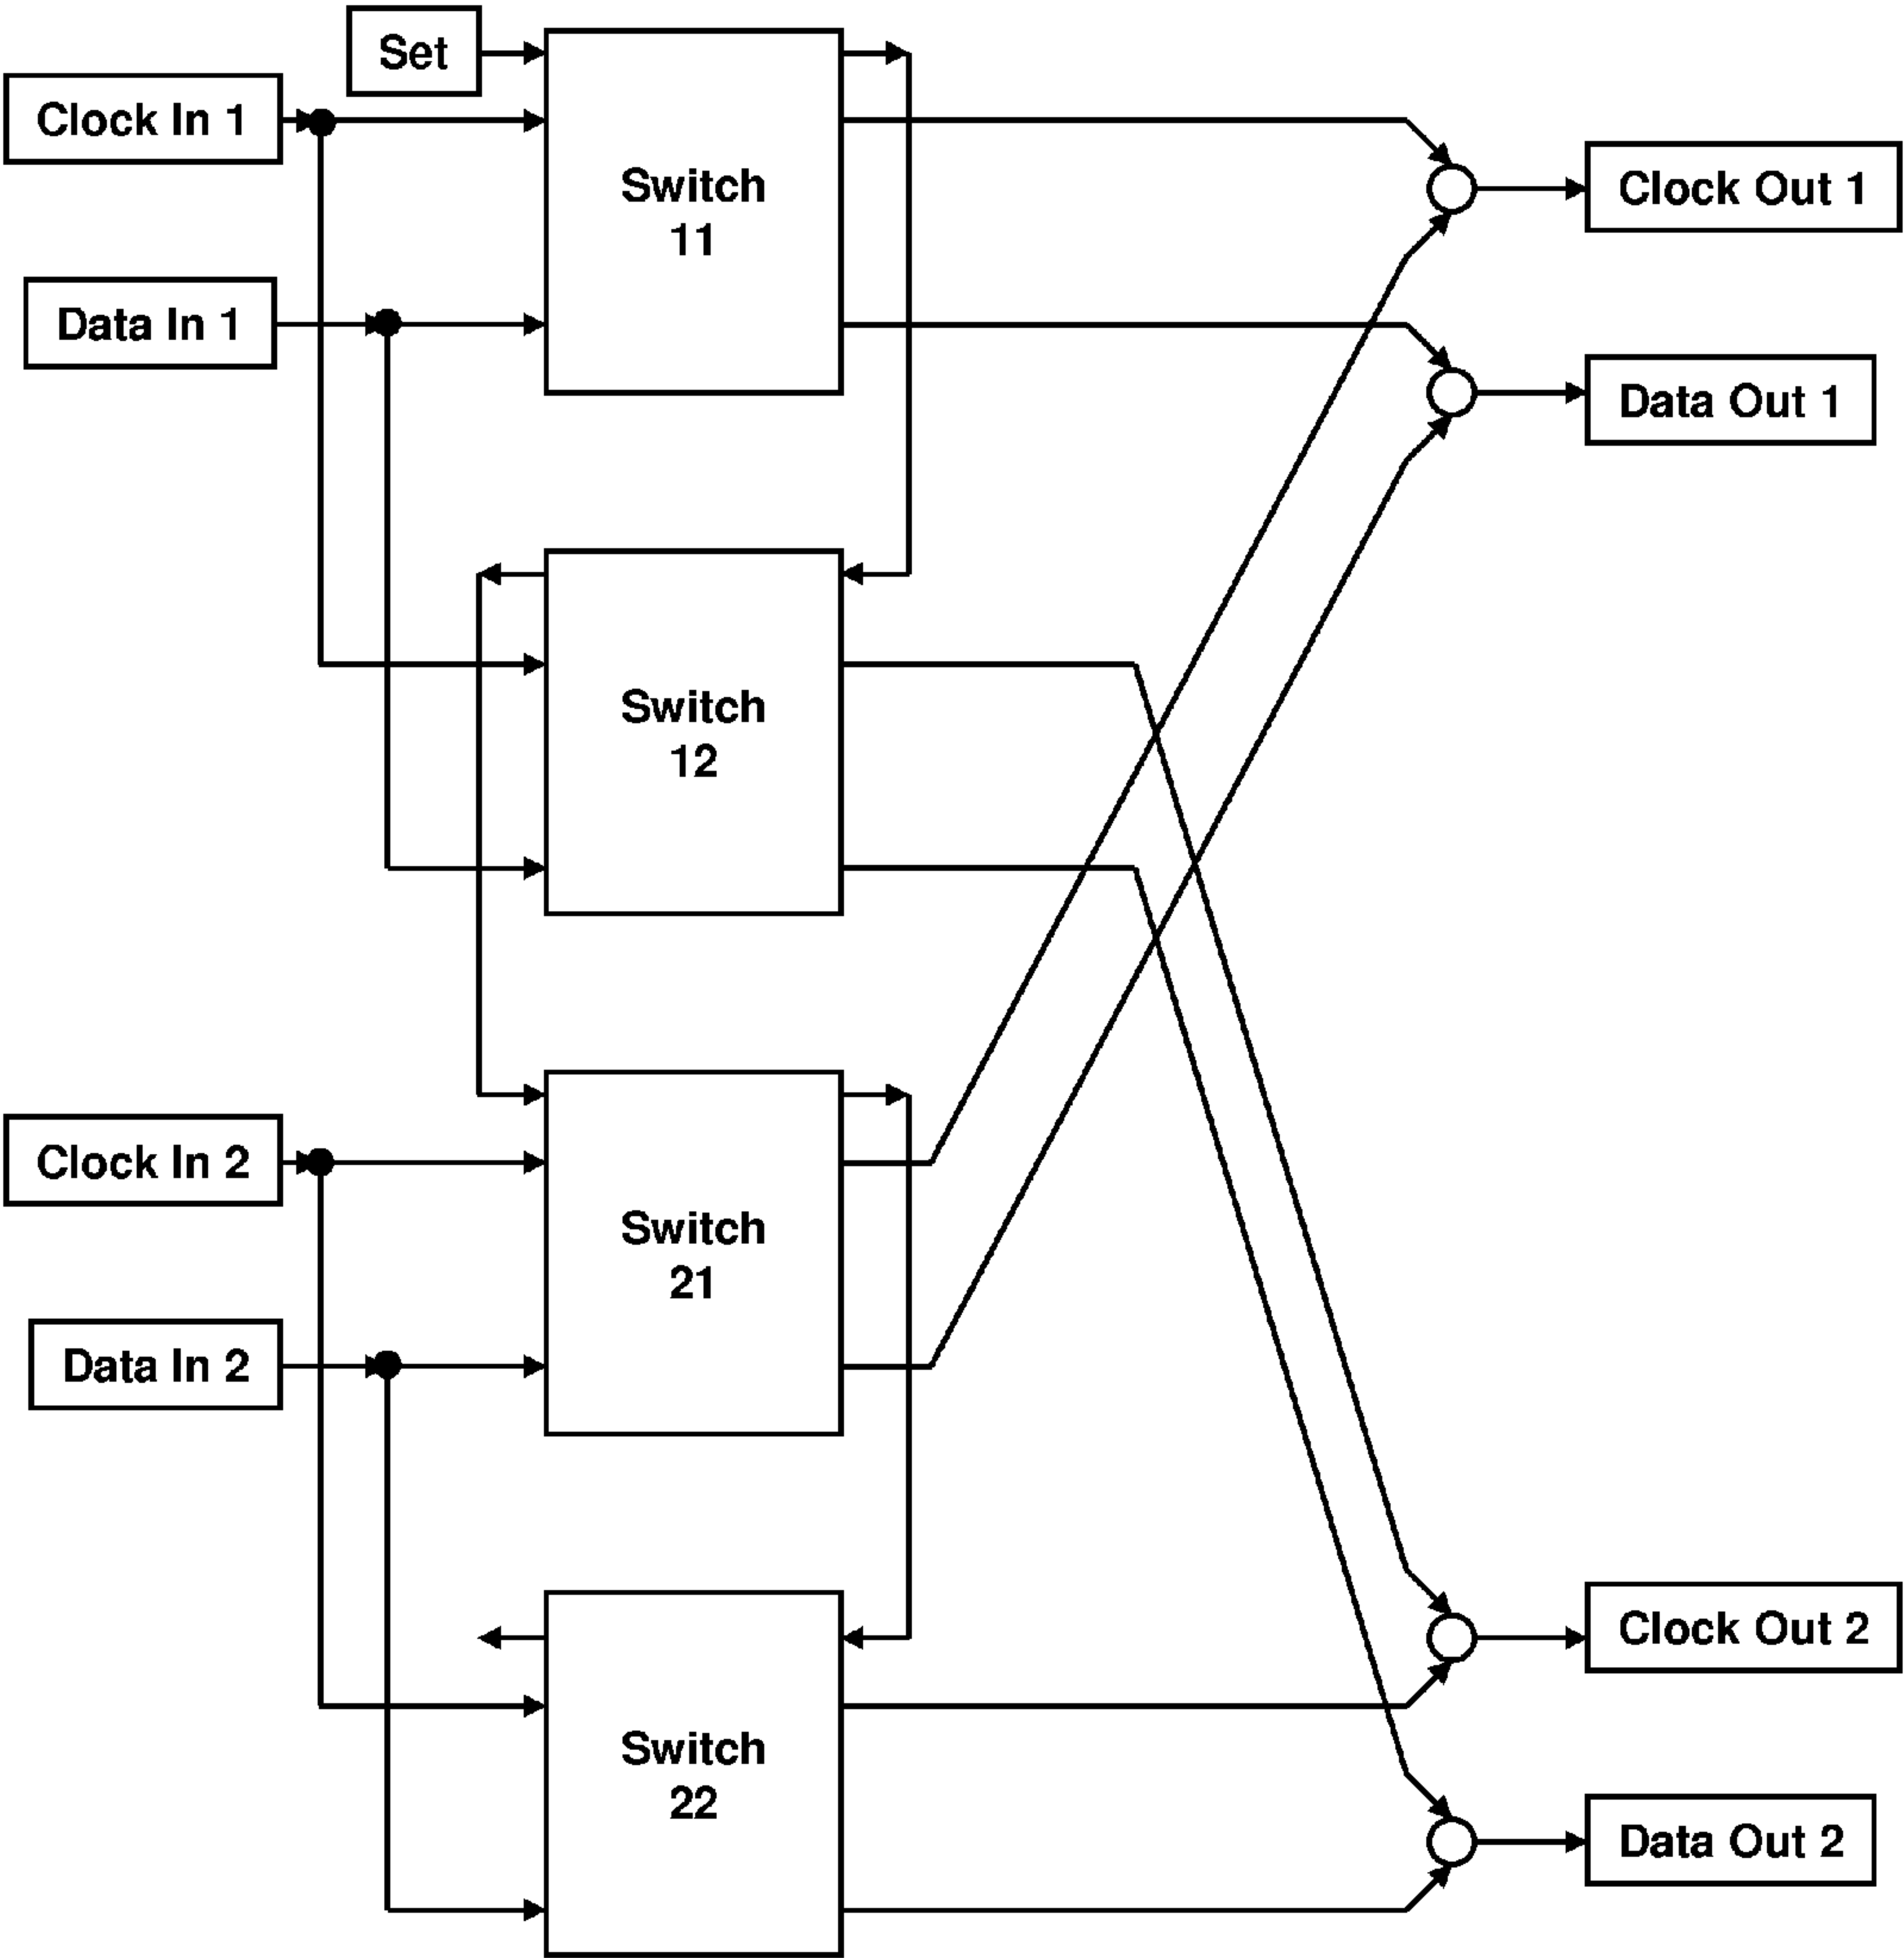 Set
Clock In 1
Switch
11
Clock Out 1
Data In 1
Data Out 1
Switch
12
Clock In 2
Switch
21
Data In 2
Clock Out 2
Switch
22
Data Out 2